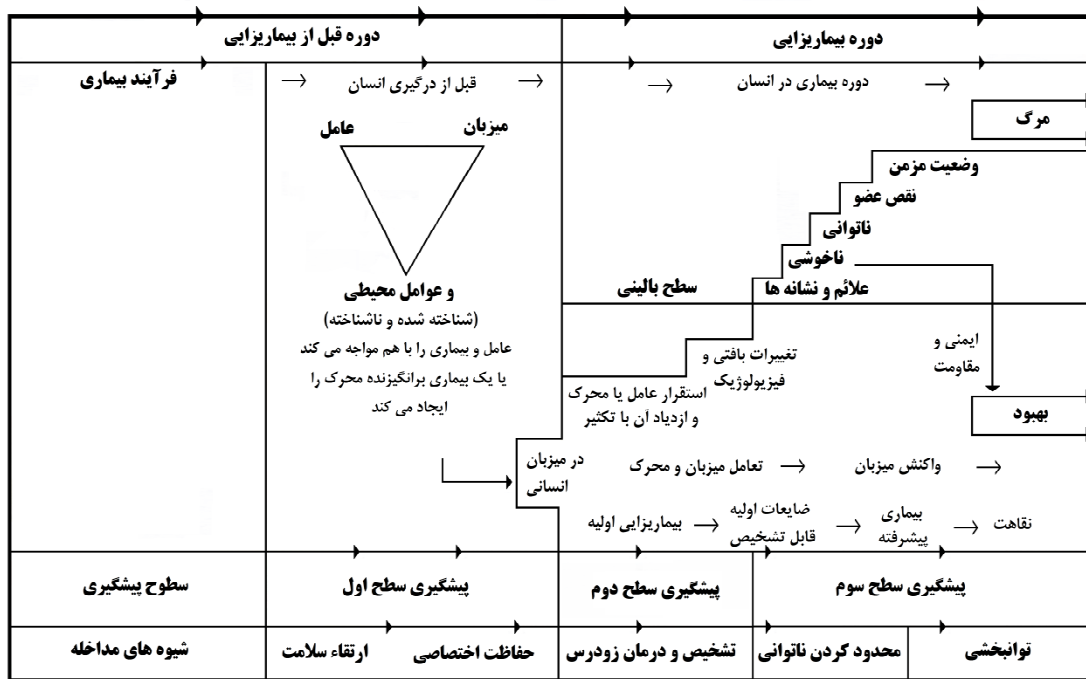 دوره قبل از بیماریزایی
دوره بیماریزایی
فرآیند بیماری
قبل از درگیری انسان
دوره بیماری در انسان
عامل
میزبان
و عوامل محیطی
(شناخته شده و ناشناخته)
عامل و بیماری را با هم مواجه می کند
یا یک بیماری برانگیزنده محرک را
ایجاد می کند
مرگ
وضعیت مزمن
نقص عضو
ناتوانی
ناخوشی
علائم و نشانه ها
سطح بالینی
تغییرات بافتی و
فیزیولوژیک
استقرار عامل یا محرک
و ازدیاد آن با تکثیر
ایمنی و
مقاومت
بهبود
در میزبان
انسانی
تعامل میزبان و محرک
واکنش میزبان
بیماریزایی اولیه
ضایعات اولیه
قابل تشخیص
بیماری
پیشرفته
نقاهت
سطوح پیشگیری
پیشگیری سطح اول
پیشگیری سطح دوم
پیشگیری سطح سوم
شیوه های مداخله
ارتقاء سلامت
حفاظت اختصاصی
تشخیص و درمان زودرس
محدود کردن ناتوانی
توانبخشی